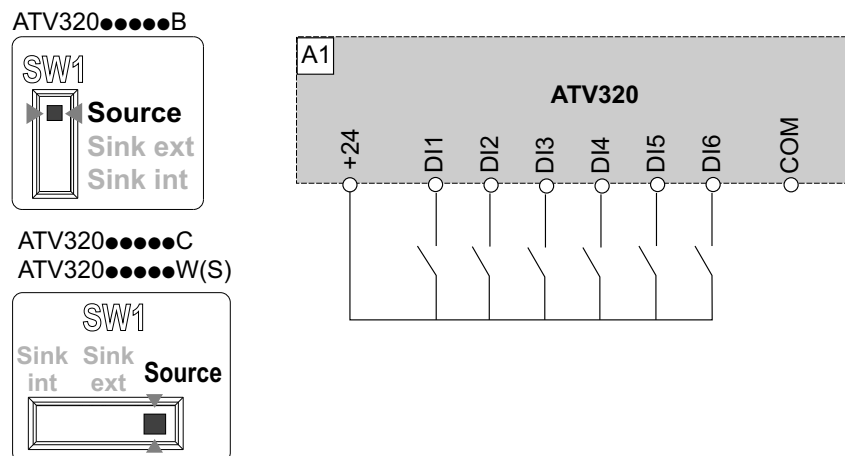 ATV320●●●●●B
SW1
Source
Sink ext
Sink int
ATV320●●●●●C
ATV320●●●●●W(S)
SW1
Sink int
Sink ext
Source
A1
ATV320
+24
DI1
DI2
DI3
DI4
DI5
DI6
COM